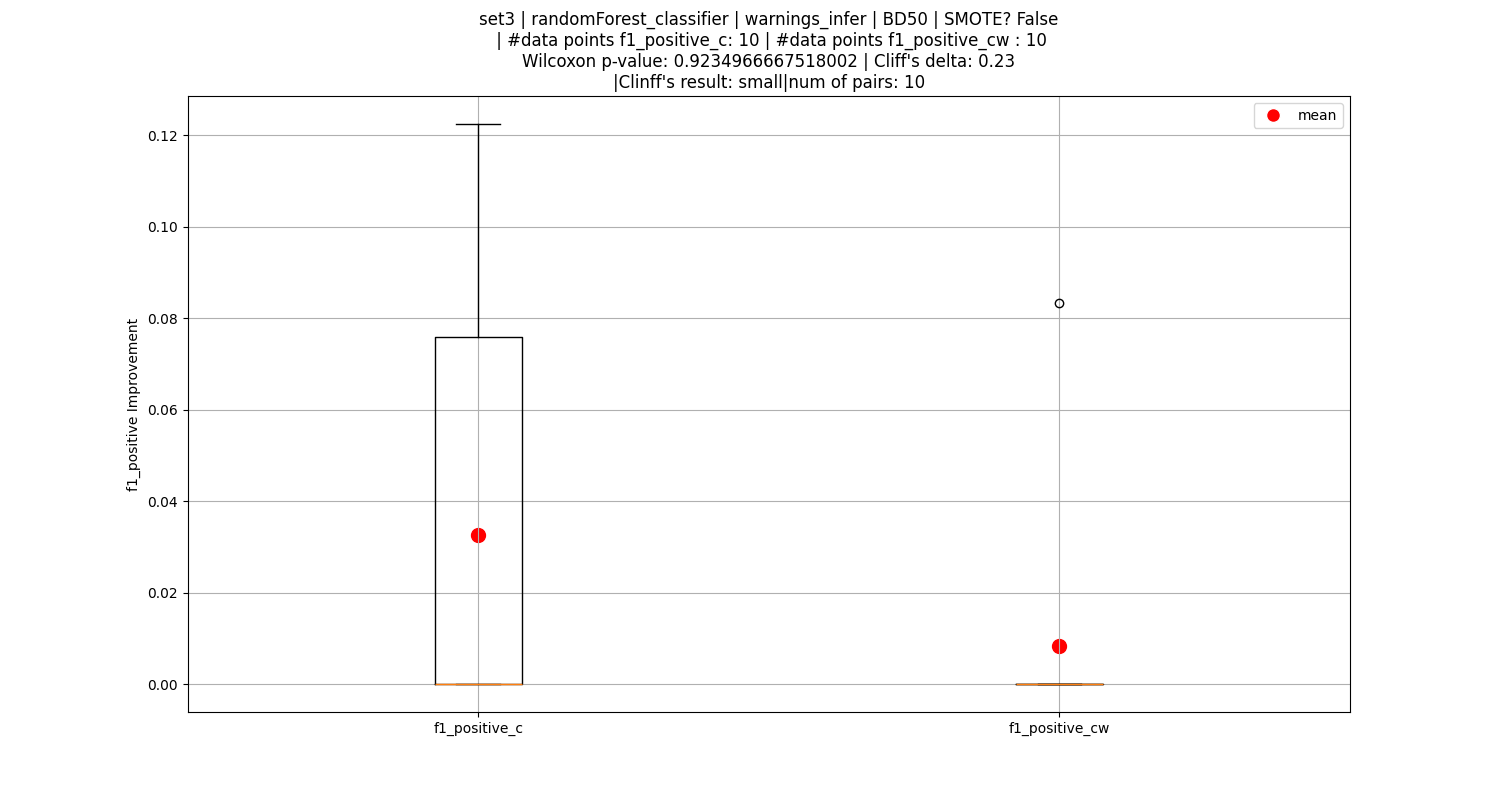 set3 | randomForest_classifier | warnings_infer | BD50 | SMOTE? False
| #data points f1_positive_c: 10 | #data points f1_positive_cw : 10
Wilcoxon p-value: 0.9234966667518002 | Cliff's delta: 0.23
|Clinff's result: small|num of pairs: 10
mean
0.12
0.10
0.08
0.06
0.04
0.02
0.00
f1_positive Improvement
f1_positive_c
f1_positive_cw